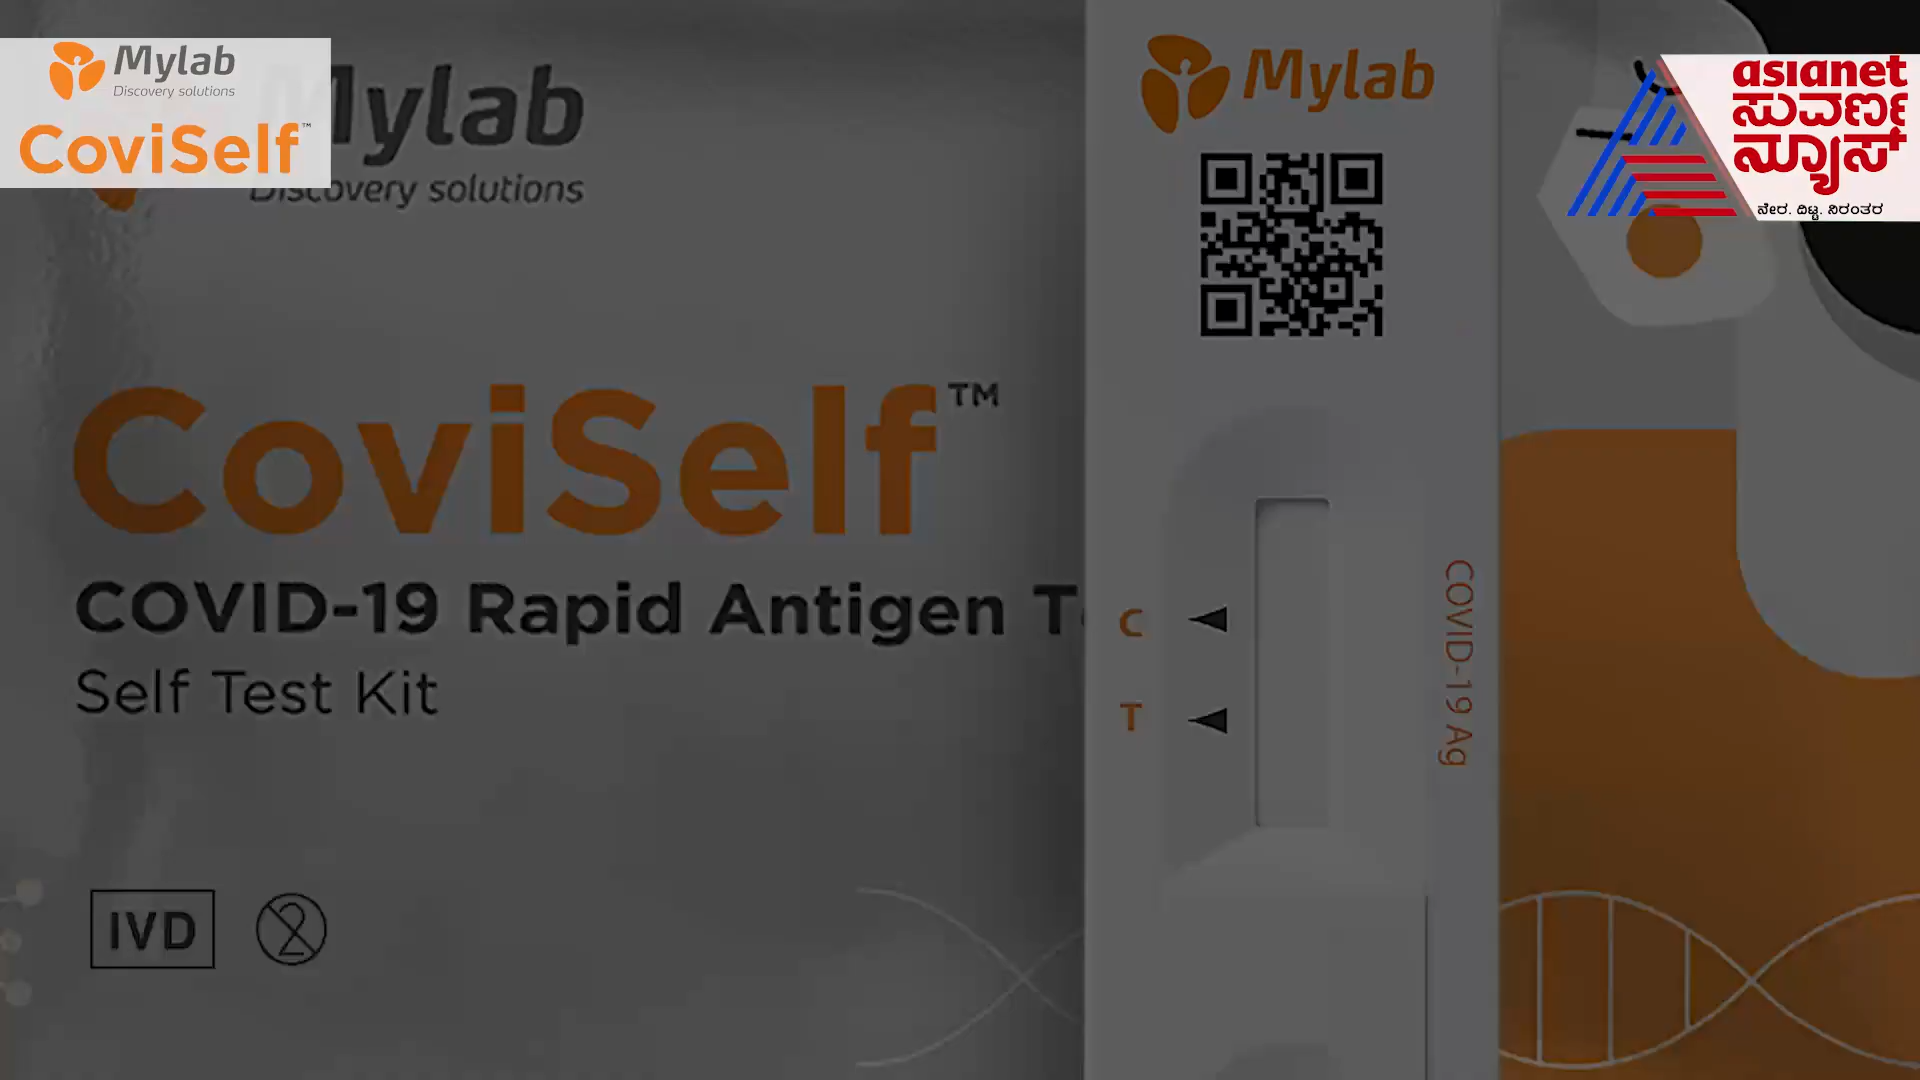 Mylab
Discovery solutions
CoviSelf™
Mylab
Discovery solutions
CoviSelf™
COVID-19 Rapid Antigen
Self Test Kit
IVD
2
Mylab
C
T
COVID-19 Ag
asianet
ಸುವರ್ಣ
ನ್ಯೂಸ್
ನೇರ. ದಿಟ್ಟ. ನಿರಂತರ